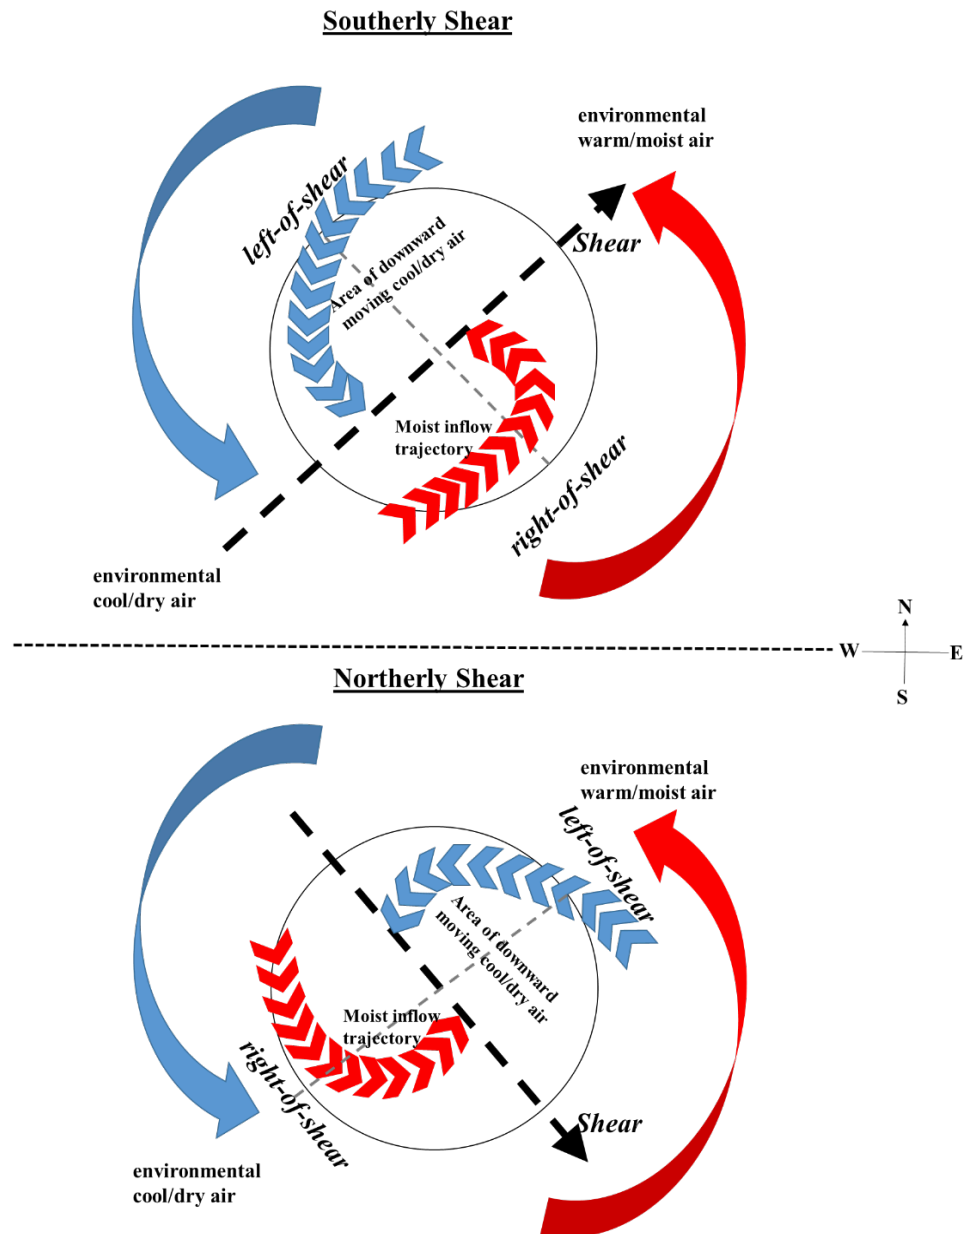 Southerly Shear
environmental
warm/moist air
left-of-shear
Area of downward
moving cool/dry air
Shear
Moist inflow
trajectory
right-of-shear
environmental
cool/dry air
N
W
E
S
Northerly Shear
environmental
warm/moist air
left-of-shear
Area of downward
moving cool/dry air
Moist inflow
trajectory
right-of-shear
Shear
environmental
cool/dry air